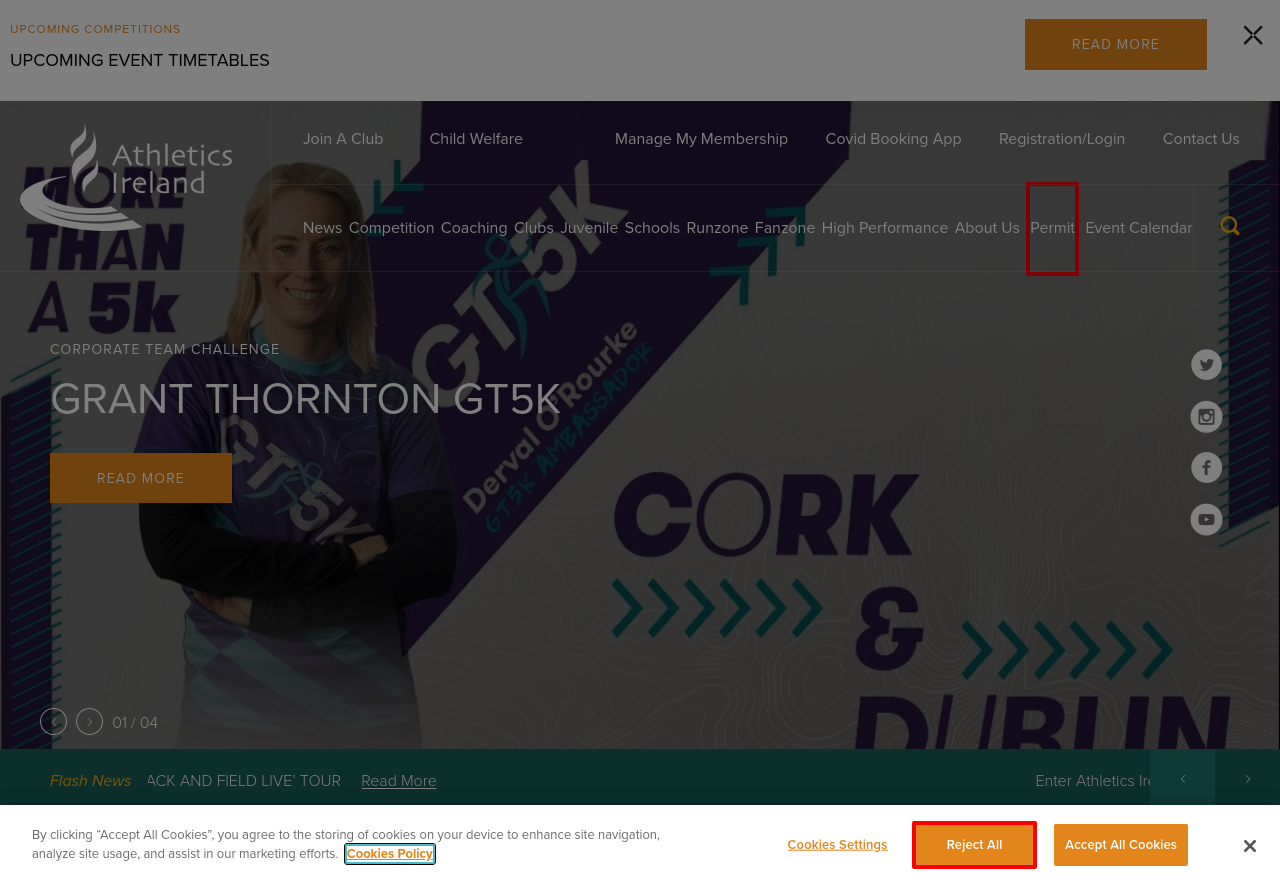 UPCOMING COMPETITIONS
UPCOMING EVENT TIMETABLES
READ MORE
Athletics
Ireland
Join A Club
Child Welfare
Manage My Membership
Covid Booking App
Registration/Login
Contact Us
News
Competition
Coaching
Clubs
Juvenile
Schools
Runzone
Fanzone
High Performance
About Us
Permit
Event Calendar
MORE
THAN
A 5k
GT5K
Derval O'Rourke
GT5K AMBASSADOR
CORPORATE TEAM CHALLENGE
GRANT THORNTON GT5K
READ MORE
GT5K
CORK
&
DUBLIN
01 / 04
Flash News
ACK AND FIELD LIVE' TOUR
Read More
Enter Athletics Ire
By clicking “Accept All Cookies”, you agree to the storing of cookies on your device to enhance site navigation,
analyze site usage, and assist in our marketing efforts. Cookies Policy
Cookies Settings
Reject All
Accept All Cookies